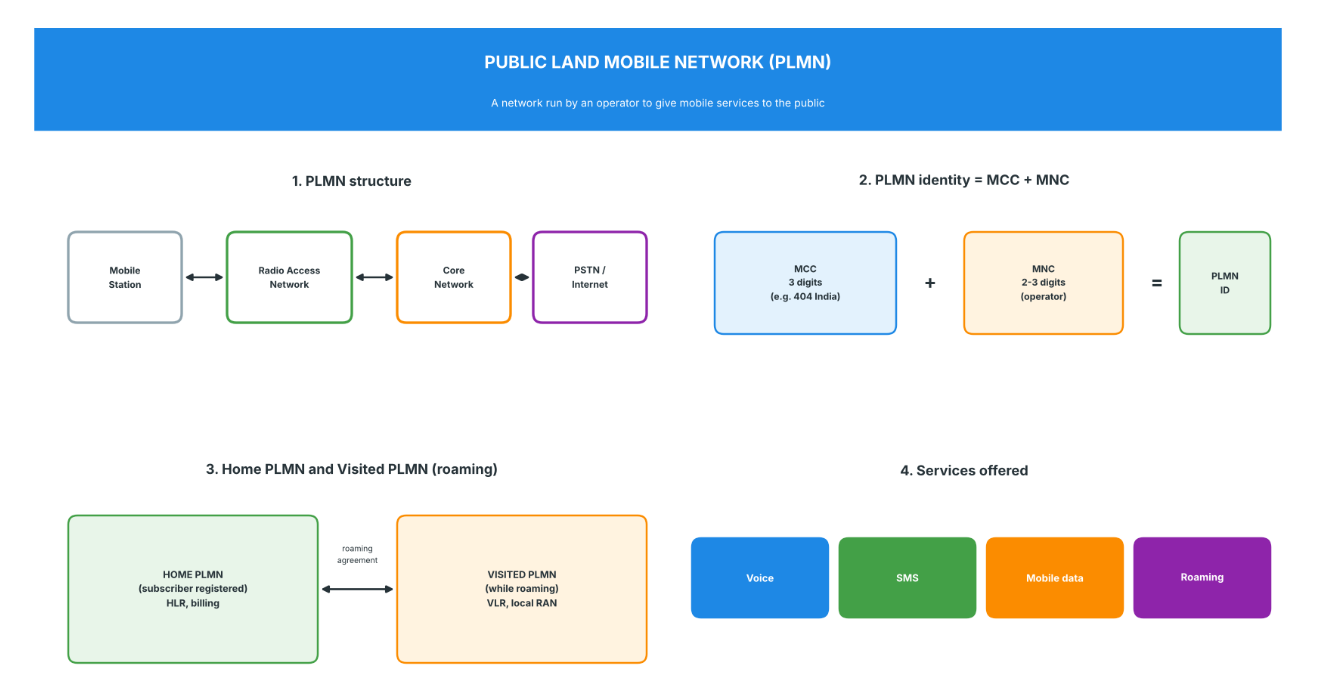 PUBLIC LAND MOBILE NETWORK (PLMN)
A network run by an operator to give mobile services to the public
1. PLMN structure
Mobile
Station
Radio Access
Network
Core
Network
PSTN /
Internet
2. PLMN identity = MCC + MNC
MCC
3 digits
(e.g. 404 India)
+
MNC
2-3 digits
(operator)
=
PLMN
ID
3. Home PLMN and Visited PLMN (roaming)
HOME PLMN
(subscriber registered)
HLR, billing
roaming
agreement
VISITED PLMN
(while roaming)
VLR, local RAN
4. Services offered
Voice
SMS
Mobile data
Roaming